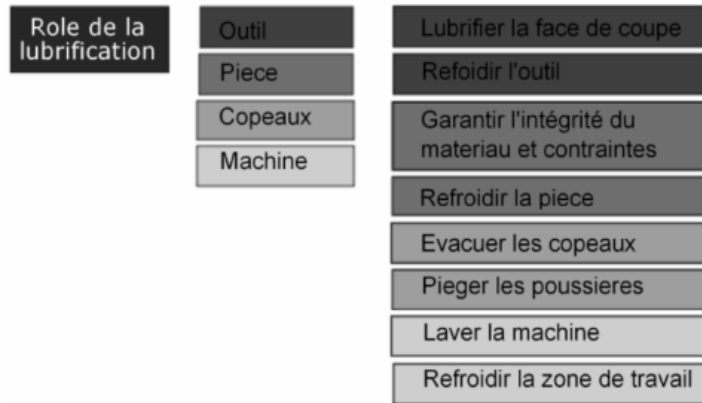 Role de la
lubrification
Outil
Piece
Copeaux
Machine
Lubrifier la face de coupe
Refoidir l'outil
Garantir l'intégrité du
materiau et contraintes
Refroidir la piece
Evacuer les copeaux
Pieger les poussieres
Laver la machine
Refroidir la zone de travail